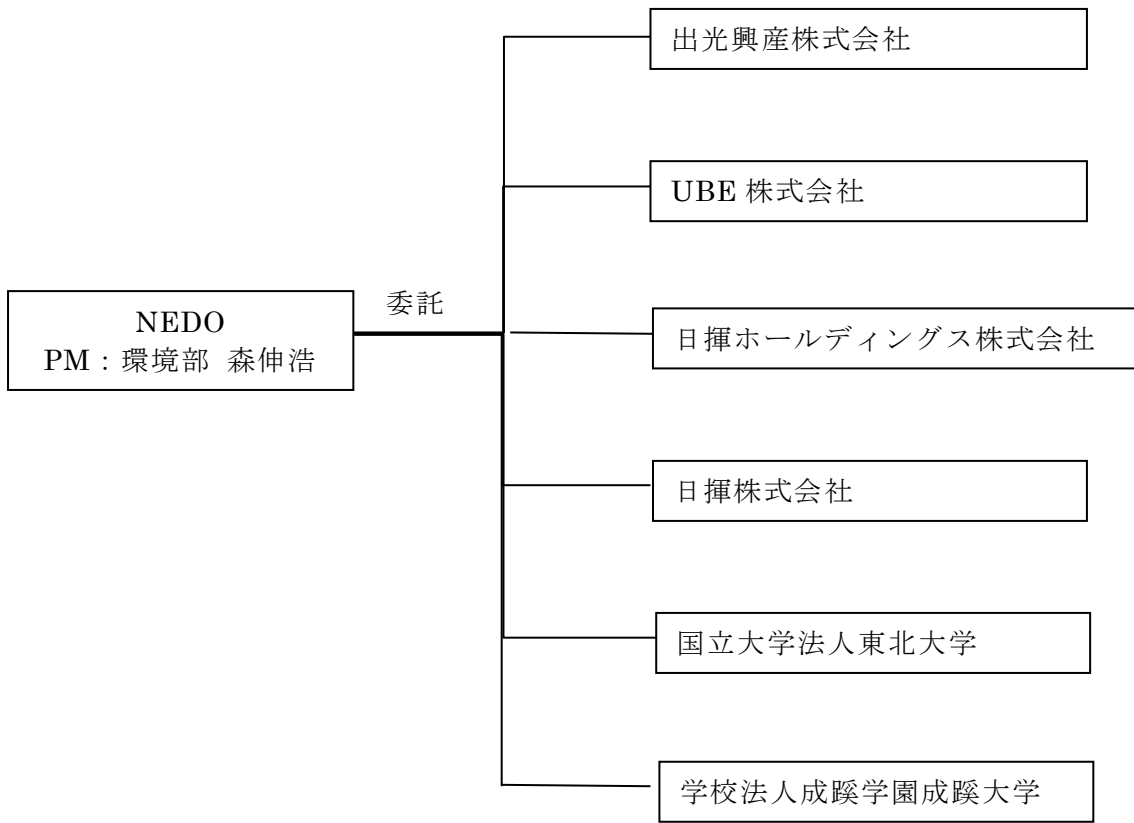 出光興産株式会社
UBE 株式会社
委託
NEDO
PM：環境部 森伸浩
日揮ホールディングス株式会社
日揮株式会社
国立大学法人東北大学
学校法人成蹊学園成蹊大学